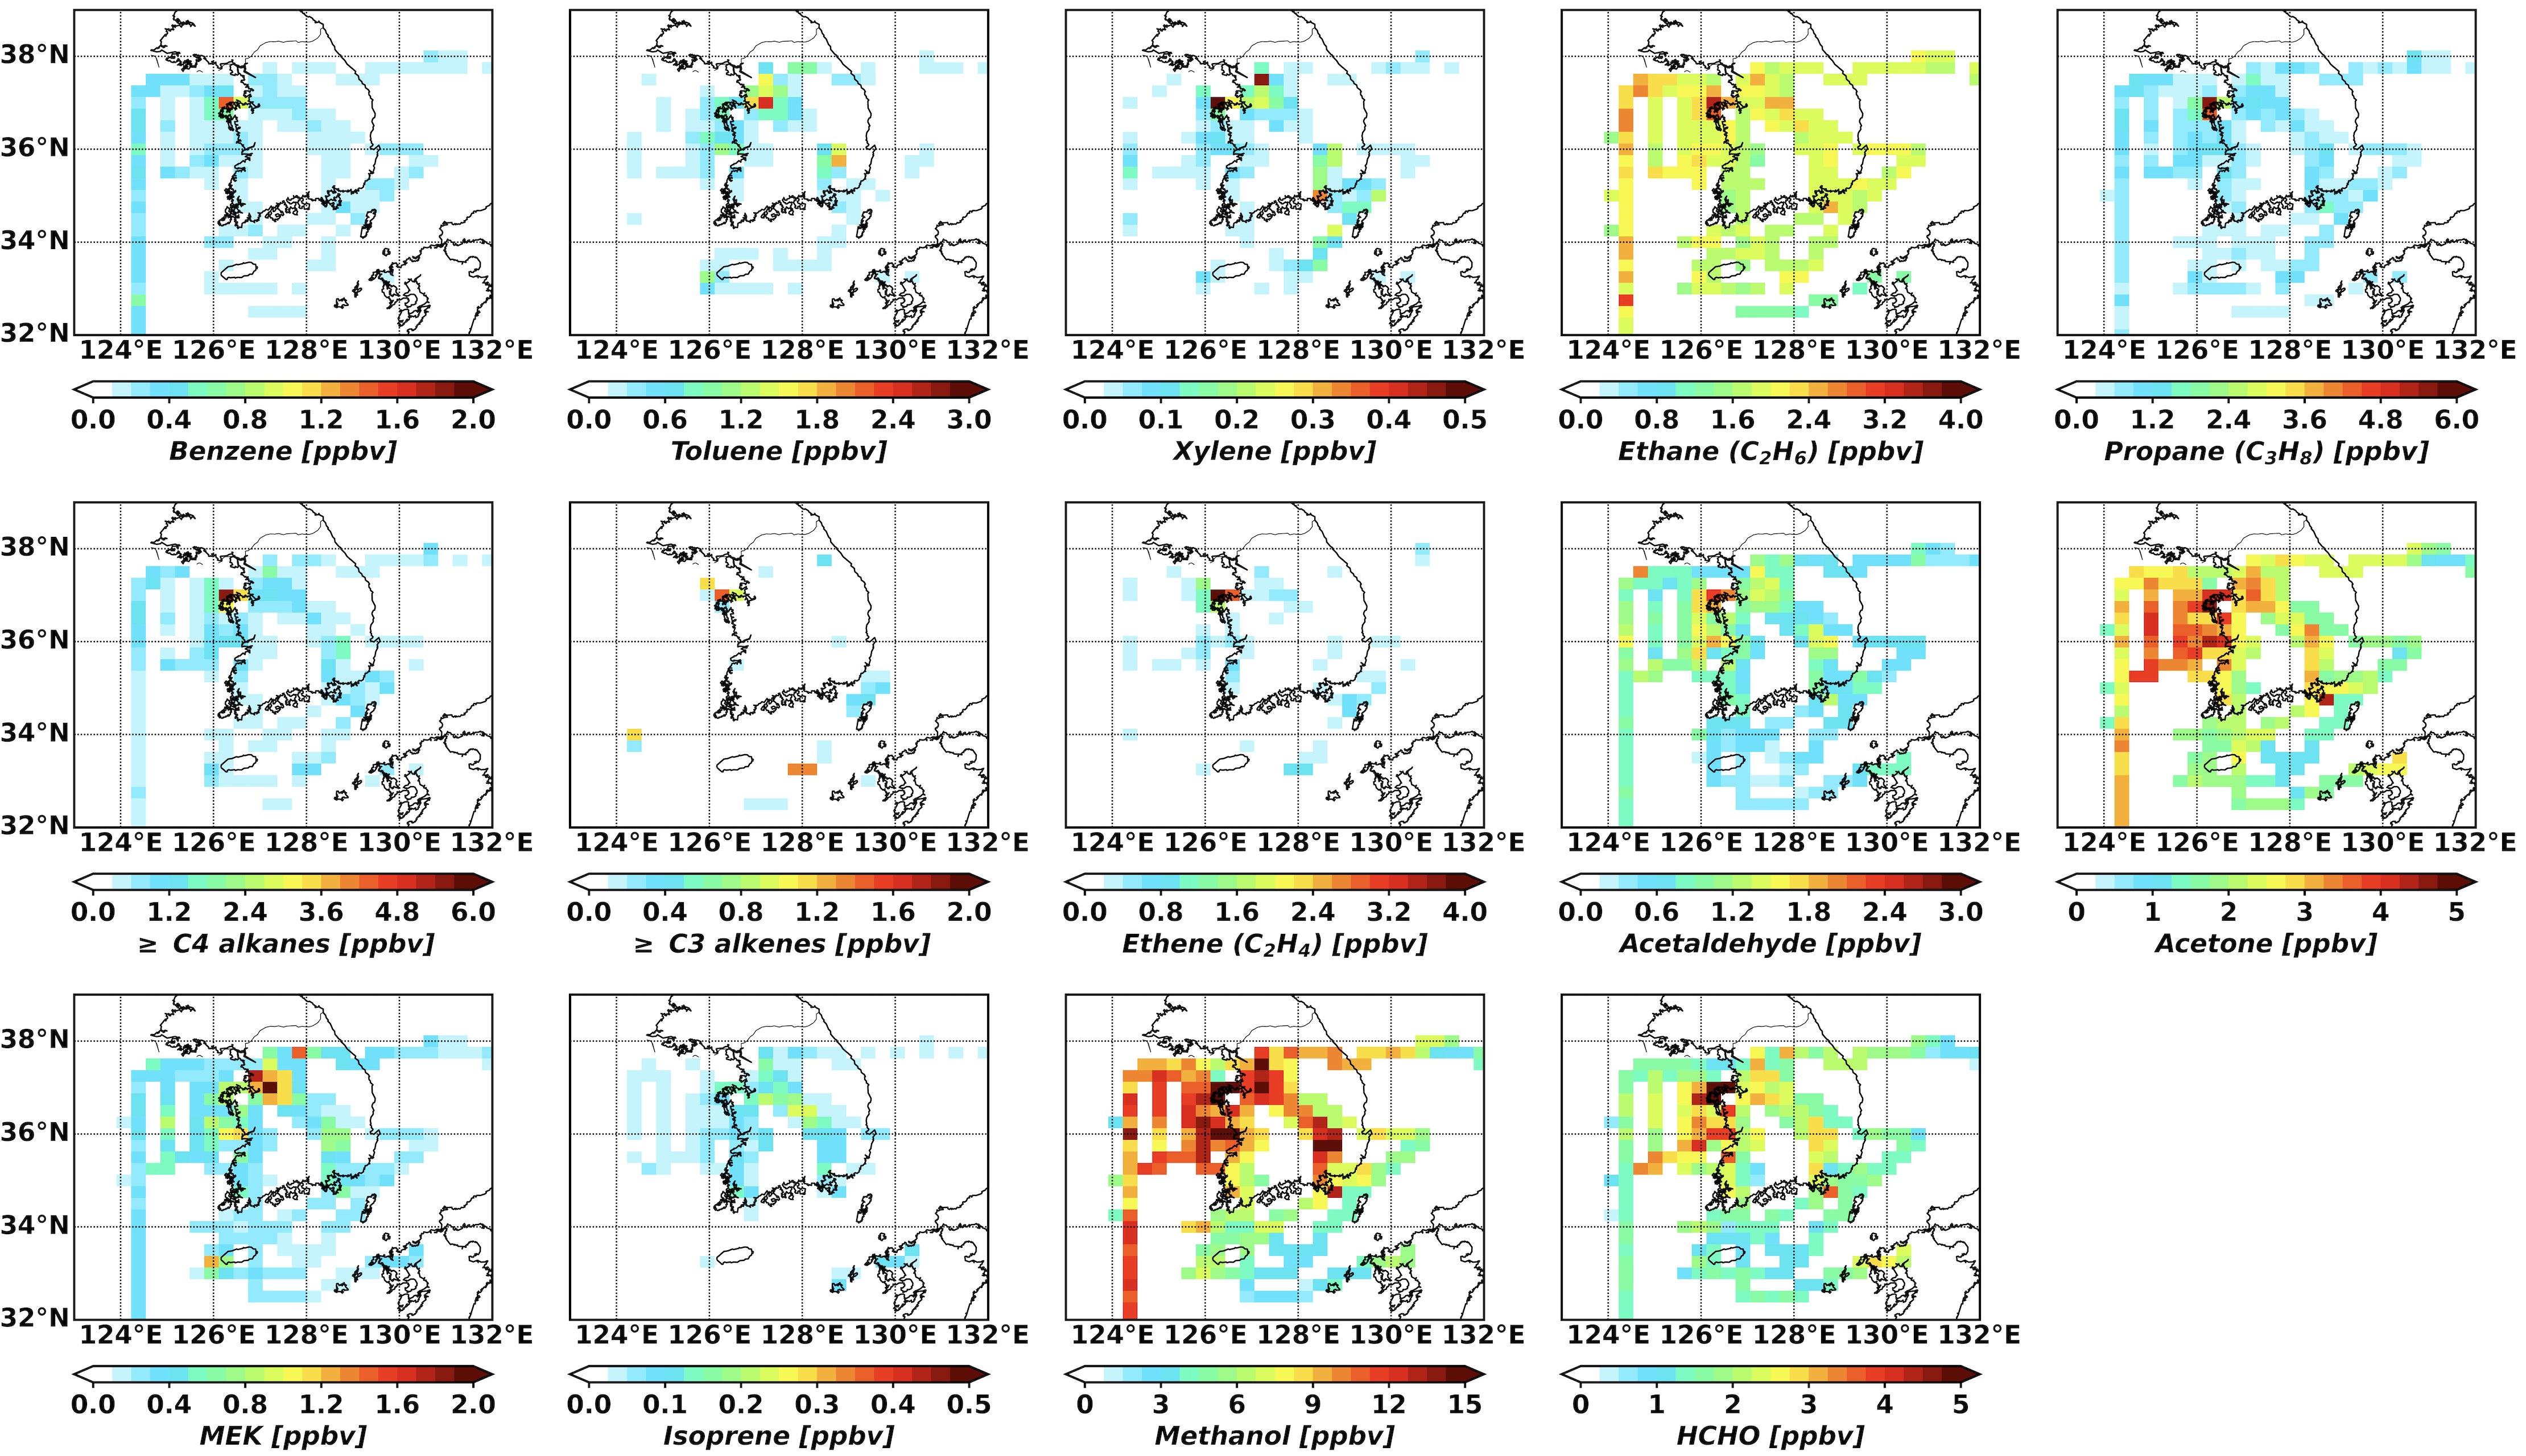 38°N
36°N
34°N
32°N
124°E 126°E 128°E 130°E 132°E 124°E 126°E 128°E 130°E 132°E 124°E 126°E 128°E 130°E 132°E 124°E 126°E 128°E 130°E 132°E 124°E 126°E 128°E 130°E 132°E
0.0 0.4 0.8 1.2 1.6 2.0 0.0 0.6 1.2 1.8 2.4 3.0 0.0 0.1 0.2 0.3 0.4 0.5 0.0 0.8 1.6 2.4 3.2 4.0 0.0 1.2 2.4 3.6 4.8 6.0
Benzene [ppbv] Toluene [ppbv] Xylene [ppbv] Ethane (C₂H₆) [ppbv] Propane (C₃H₈) [ppbv]
38°N
36°N
34°N
32°N
124°E 126°E 128°E 130°E 132°E 124°E 126°E 128°E 130°E 132°E 124°E 126°E 128°E 130°E 132°E 124°E 126°E 128°E 130°E 132°E 124°E 126°E 128°E 130°E 132°E
0.0 1.2 2.4 3.6 4.8 6.0 0.0 0.4 0.8 1.2 1.6 2.0 0.0 0.8 1.6 2.4 3.2 4.0 0.0 0.6 1.2 1.8 2.4 3.0 0 1 2 3 4 5
≥ C4 alkanes [ppbv] ≥ C3 alkenes [ppbv] Ethene (C₂H₄) [ppbv] Acetaldehyde [ppbv] Acetone [ppbv]
38°N
36°N
34°N
32°N
124°E 126°E 128°E 130°E 132°E 124°E 126°E 128°E 130°E 132°E 124°E 126°E 128°E 130°E 132°E 124°E 126°E 128°E 130°E 132°E
0.0 0.4 0.8 1.2 1.6 2.0 0.0 0.1 0.2 0.3 0.4 0.5 0 3 6 9 12 15 0 1 2 3 4 5
MEK [ppbv] Isoprene [ppbv] Methanol [ppbv] HCHO [ppbv]